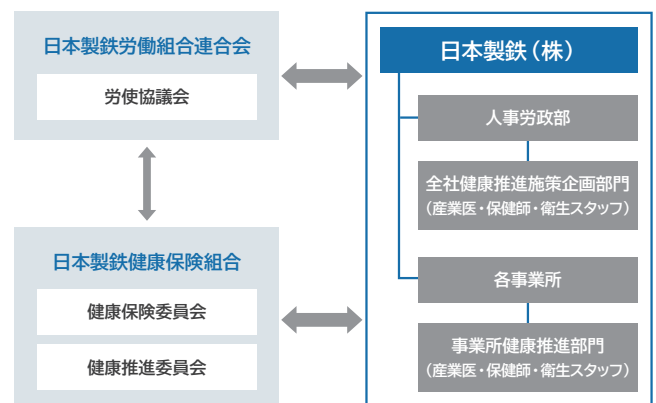 日本製鉄労働組合連合会
労使協議会
日本製鉄健康保険組合
健康保険委員会
健康推進委員会
日本製鉄（株）
人事労政部
全社健康推進施策企画部門
（産業医・保健師・衛生スタッフ）
各事業所
事業所健康推進部門
（産業医・保健師・衛生スタッフ）